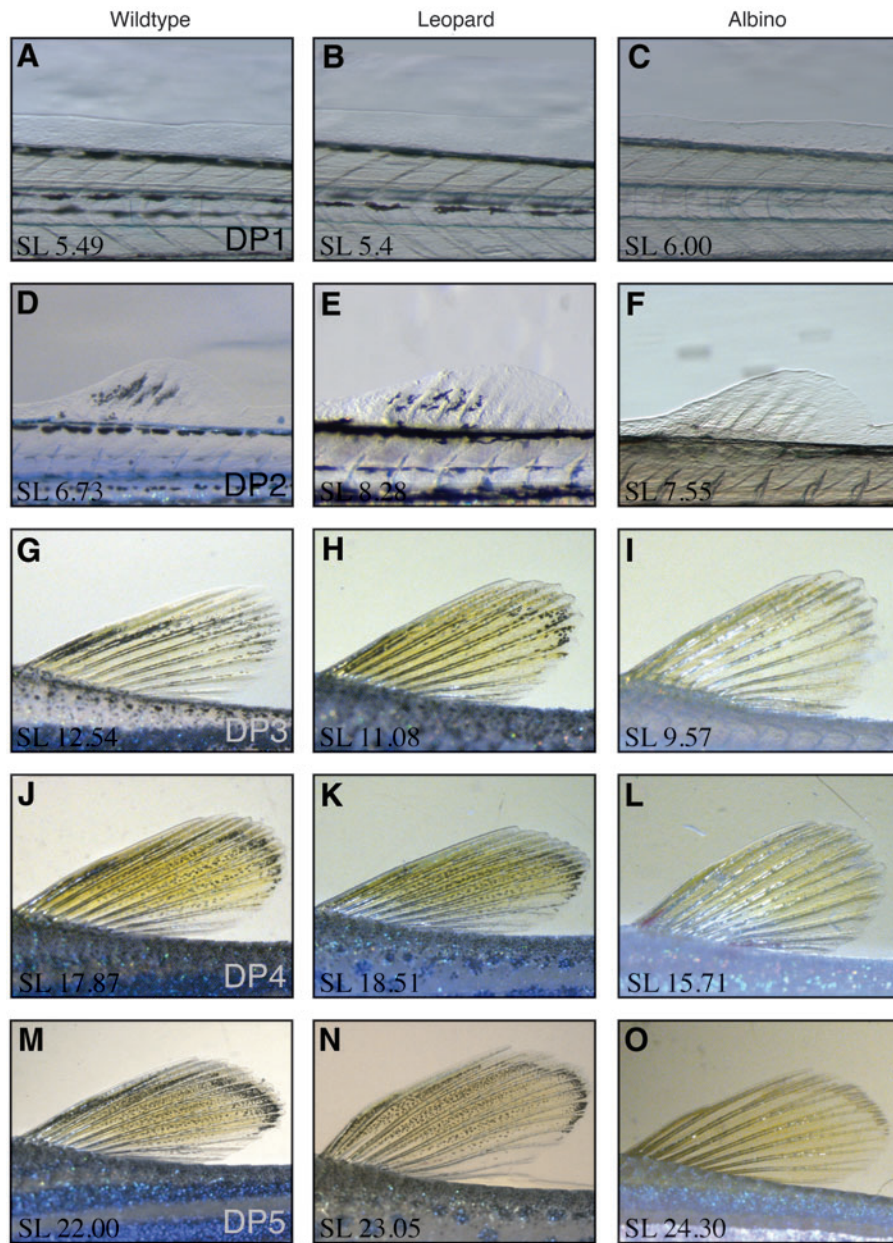 Wildtype Leopard Albino
A B C
SL 5.49 DP1 SL 5.4 SL 6.00
D E F
SL 6.73 DP2 SL 8.28 SL 7.55
G H I
SL 12.54 DP3 SL 11.08 SL 9.57
J K L
SL 17.87 DP4 SL 18.51 SL 15.71
M N O
SL 22.00 DP5 SL 23.05 SL 24.30